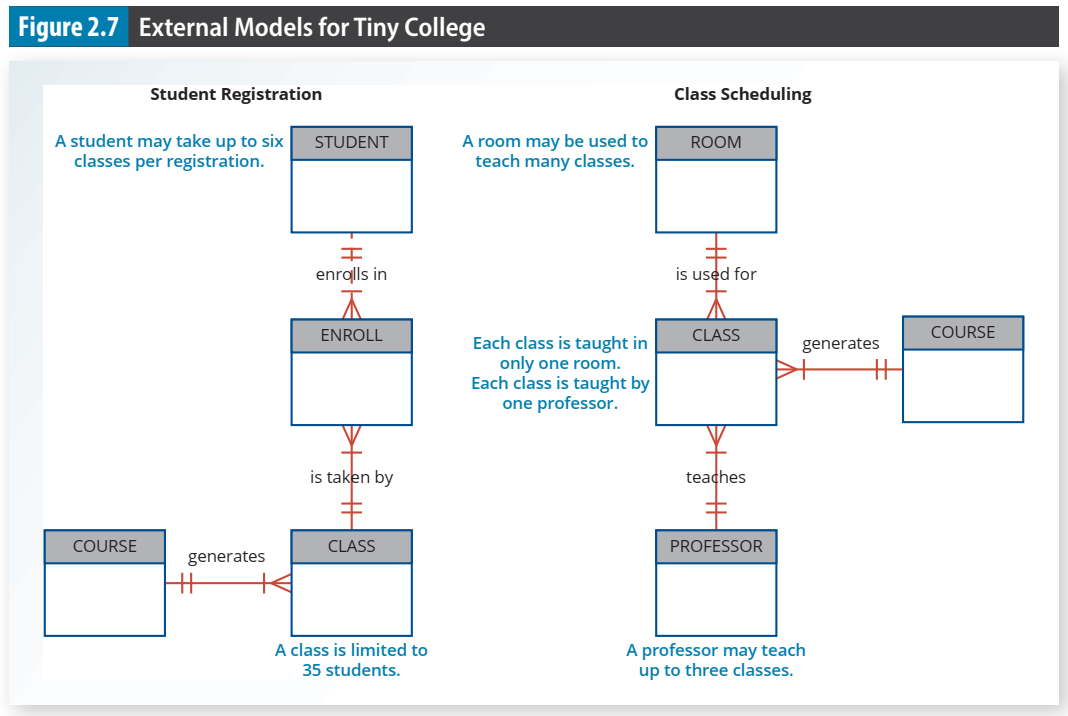 Figure 2.7 External Models for Tiny College
Student Registration
A student may take up to six
classes per registration.
STUDENT
enrolls in
ENROLL
is taken by
COURSE
generates
CLASS
A class is limited to
35 students.
Class Scheduling
A room may be used to
teach many classes.
ROOM
is used for
Each class is taught in
only one room.
Each class is taught by
one professor.
CLASS
generates
COURSE
teaches
PROFESSOR
A professor may teach
up to three classes.